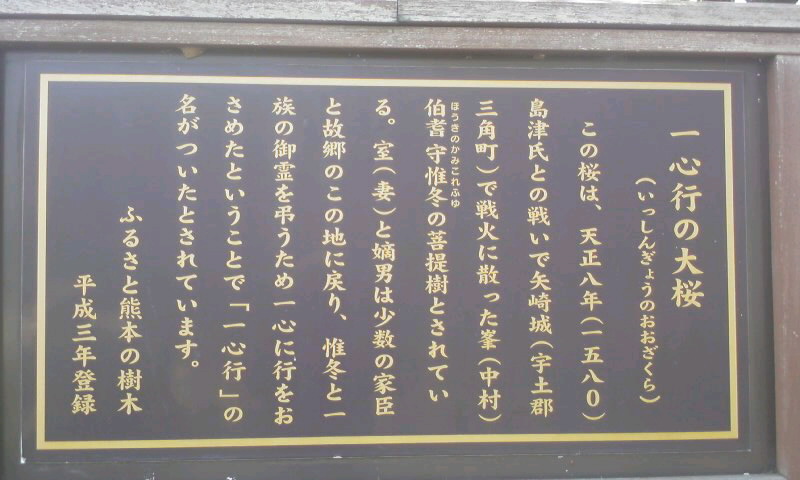 一心行の大桜
（いっしんぎょうのおおざくら）
この桜は、天正八年（一五八０）
島津氏との戦いで矢崎城（宇土郡
三角町）で戦火に散った峯（中村）
ほうきのかみこれふゆ
伯耆守惟冬の菩提樹とされてい
る。室（妻）と嫡男は少数の家臣
と故郷のこの地に戻り、惟冬と一
族の御霊を弔うため一心に行をお
さめたということで「一心行」の
名がついたとされています。
ふるさと熊本の樹木
平成三年登録